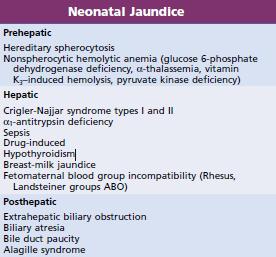 Neonatal Jaundice
Prehepatic
Hereditary spherocytosis
Nonspherocytic hemolytic anemia (glucose 6-phosphate
dehydrogenase deficiency, α-thalassemia, vitamin
K₃–induced hemolysis, pyruvate kinase deficiency)
Hepatic
Crigler-Najjar syndrome types I and II
α₁-antitrypsin deficiency
Sepsis
Drug-induced
Hypothyroidism
Breast-milk jaundice
Fetomaternal blood group incompatibility (Rhesus,
Landsteiner groups ABO)
Posthepatic
Extrahepatic biliary obstruction
Biliary atresia
Bile duct paucity
Alagille syndrome